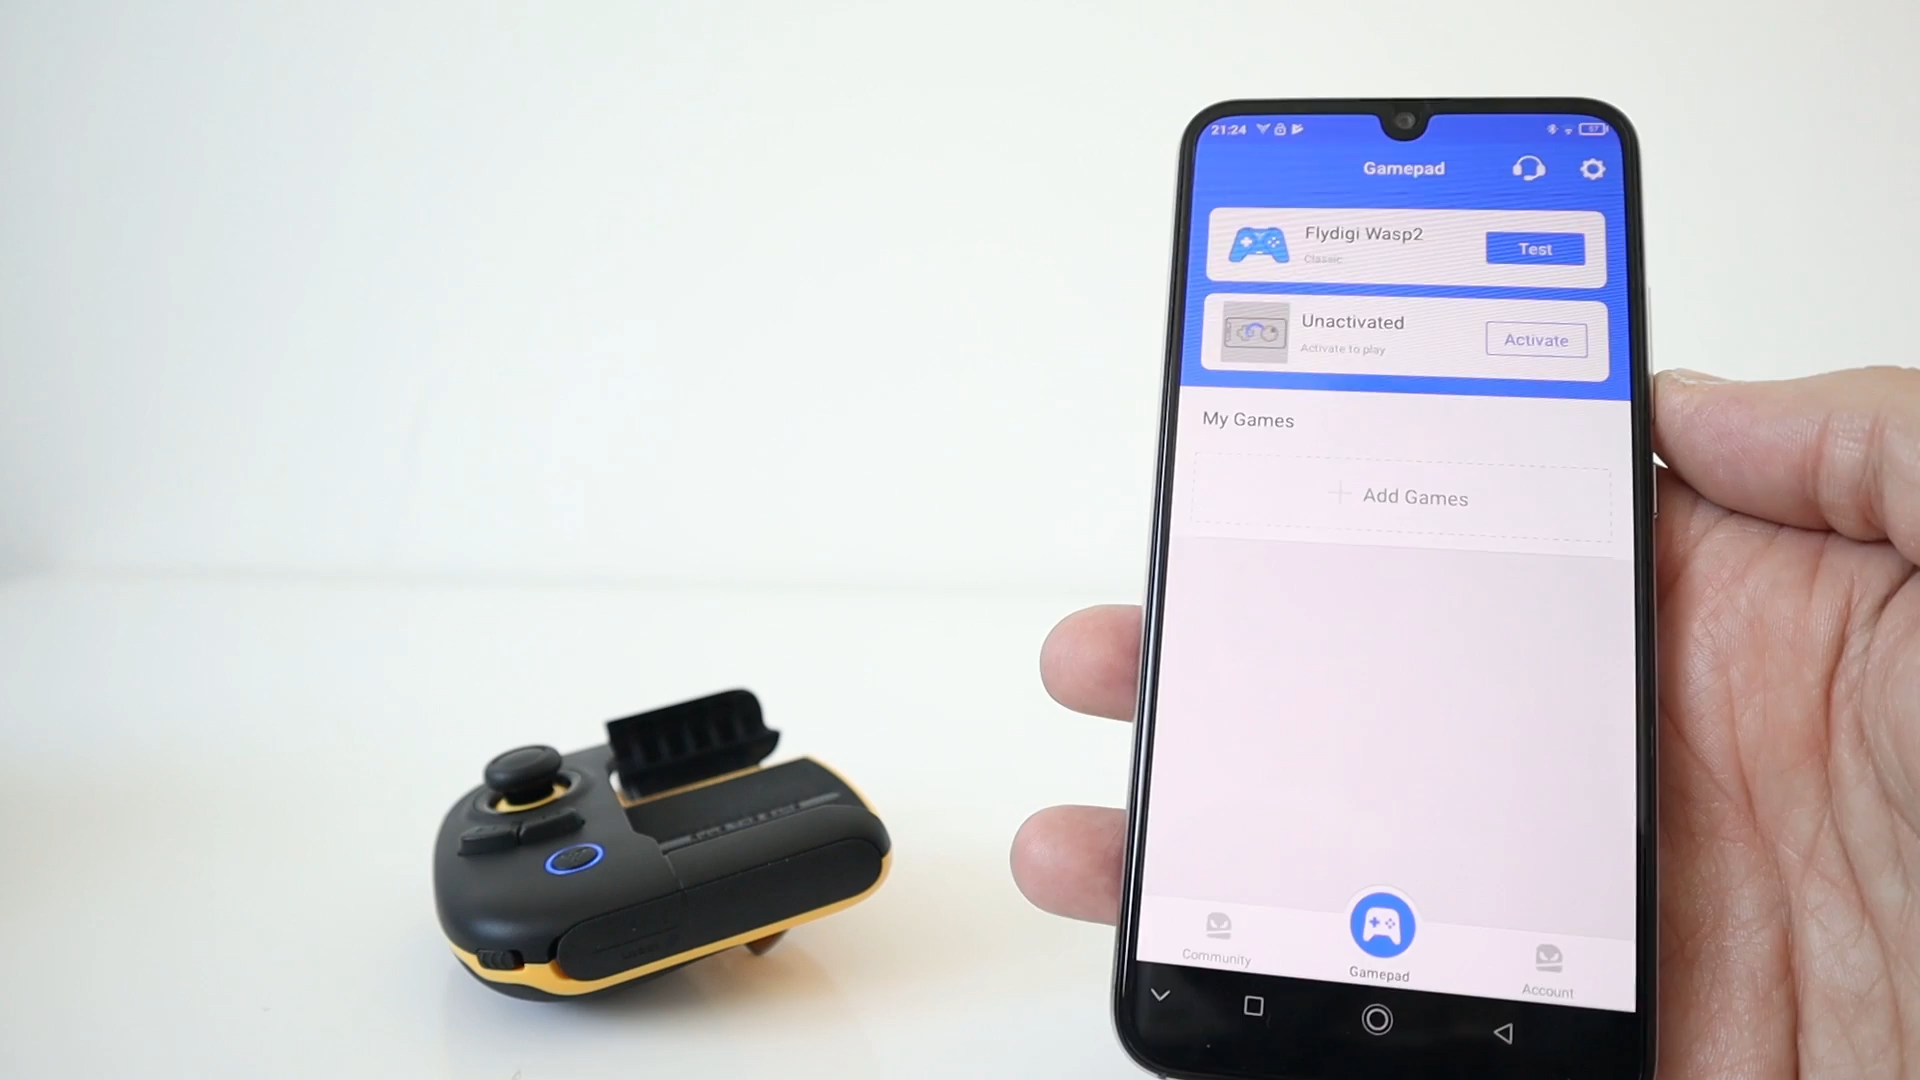 21:24
57
Gamepad
Flydigi Wasp2
Classic
Test
Unactivated
Activate to play
Activate
My Games
+ Add Games
Community
Gamepad
Account